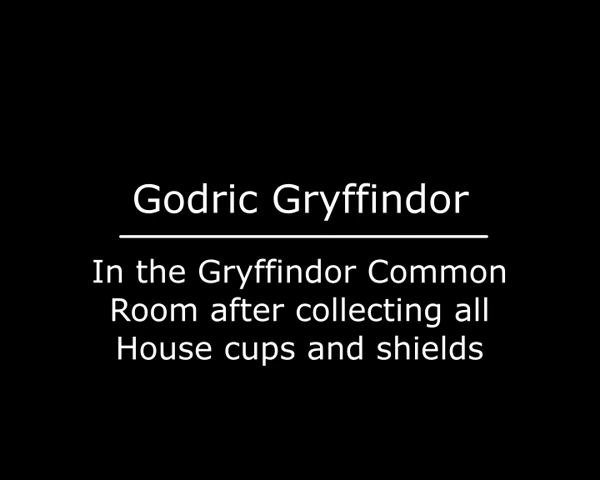 Godric Gryffindor
In the Gryffindor Common
Room after collecting all
House cups and shields